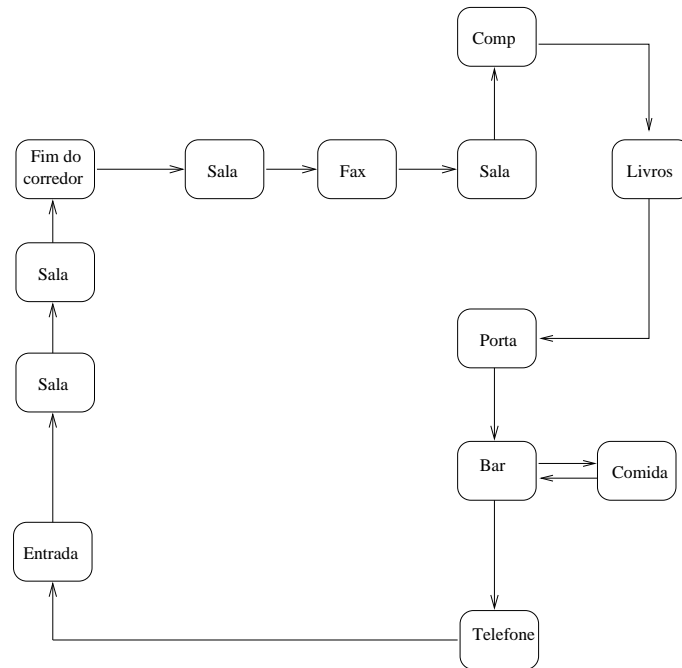 Comp
Fim do
corredor
Sala
Fax
Sala
Livros
Sala
Porta
Sala
Bar
Comida
Entrada
Telefone